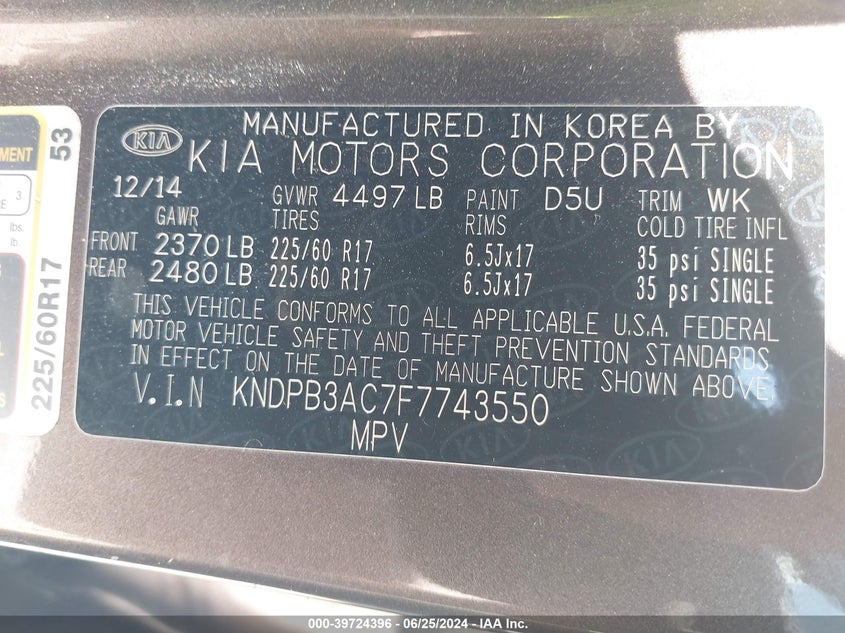 MANUFACTURED IN KOREA BY
KIA KIA MOTORS CORPORATION
12/14 GVWR 4497 LB PAINT D5U TRIM WK
GAWR TIRES RIMS COLD TIRE INFL
FRONT 2370 LB 225/60 R17 6.5Jx17 35 psi SINGLE
REAR 2480 LB 225/60 R17 6.5Jx17 35 psi SINGLE
THIS VEHICLE CONFORMS TO ALL APPLICABLE U.S.A. FEDERAL
MOTOR VEHICLE SAFETY AND THEFT PREVENTION STANDARDS
IN EFFECT ON THE DATE OF MANUFACTURE SHOWN ABOVE,
V.I.N KNDPB3AC7F7743550
MPV
225/60R17 53
3
lbs.
lb.
000-39724396 - 06/25/2024 - IAA Inc.